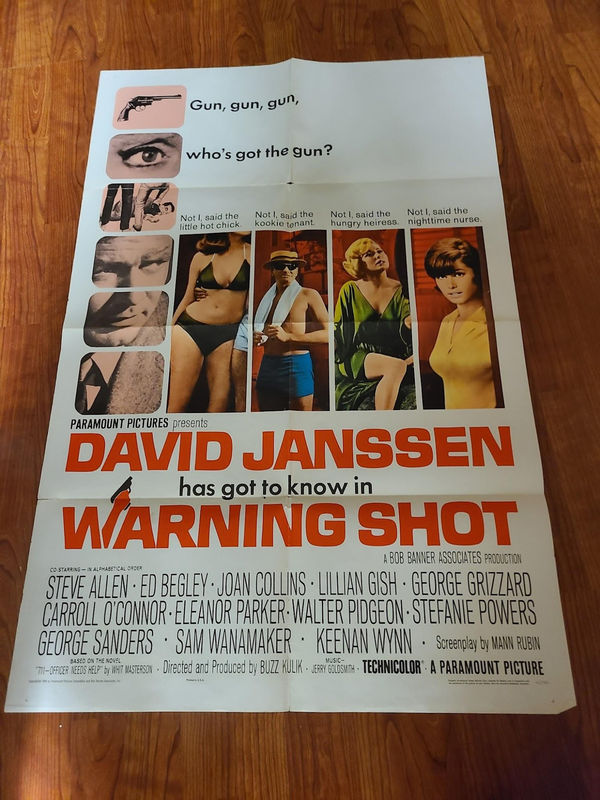 Gun, gun, gun,
who's got the gun?
Not I, said the
little hot chick.
Not I, said the
kookie tenant.
Not I, said the
hungry heiress.
Not I, said the
nighttime nurse.
PARAMOUNT PICTURES presents
DAVID JANSSEN
has got to know in
WARNING SHOT
A BOB BANNER ASSOCIATES PRODUCTION
CO-STARRING—IN ALPHABETICAL ORDER
STEVE ALLEN · ED BEGLEY · JOAN COLLINS · LILLIAN GISH · GEORGE GRIZZARD
CARROLL O'CONNOR · ELEANOR PARKER · WALTER PIDGEON · STEFANIE POWERS
GEORGE SANDERS · SAM WANAMAKER · KEENAN WYNN · Screenplay by MANN RUBIN
BASED ON THE NOVEL
"711—OFFICER NEEDS HELP" by WHIT MASTERSON · Directed and Produced by BUZZ KULIK · MUSIC— JERRY GOLDSMITH · TECHNICOLOR® · A PARAMOUNT PICTURE
Printed in U.S.A.